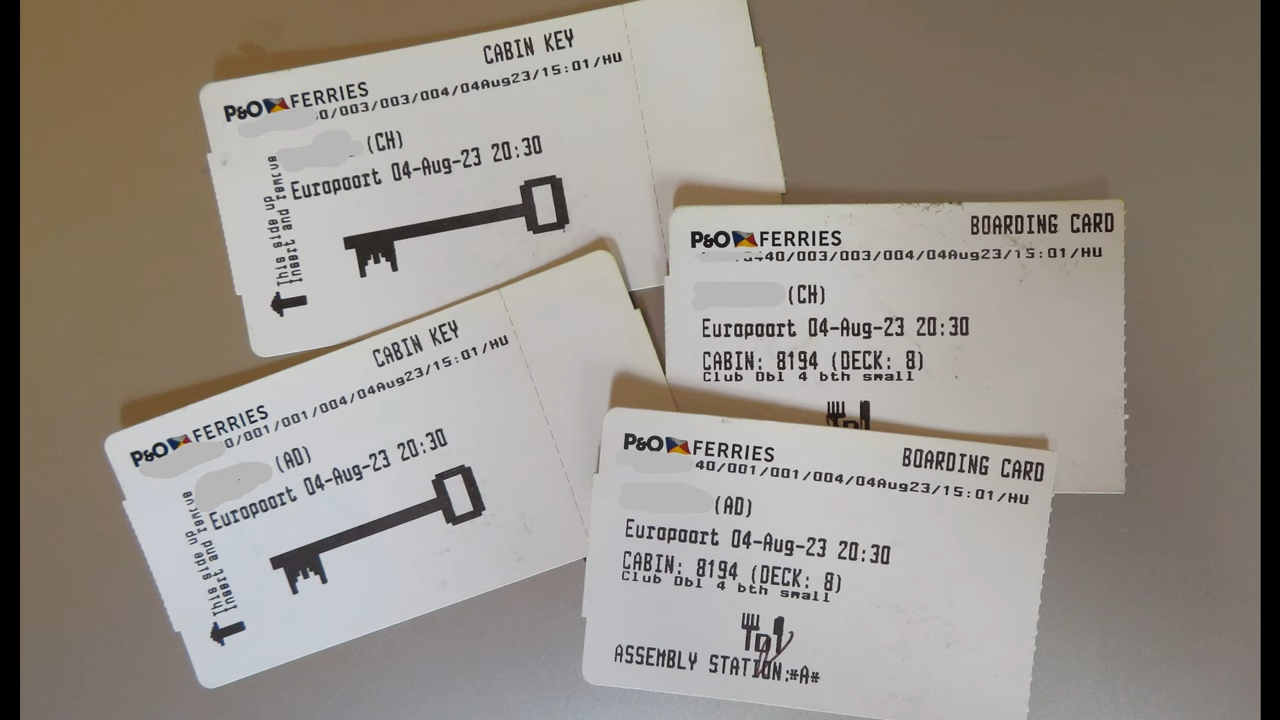 CABIN KEY
P&O FERRIES
0/003/003/004/04Aug23/15:01/HU
(CH)
Europoort 04-Aug-23 20:30
This side up
Insert and remove
BOARDING CARD
P&O FERRIES
40/003/003/004/04Aug23/15:01/HU
(CH)
Europoort 04-Aug-23 20:30
CABIN: 8194 (DECK: 8)
Club Dbl 4 bth small
CABIN KEY
P&O FERRIES
0/001/001/004/04Aug23/15:01/HU
(AD)
Europoort 04-Aug-23 20:30
This side up
Insert and remove
P&O FERRIES
BOARDING CARD
40/001/001/004/04Aug23/15:01/HU
(AD)
Europoort 04-Aug-23 20:30
CABIN: 8194 (DECK: 8)
Club Dbl 4 bth small
D
ASSEMBLY STATION:*A*